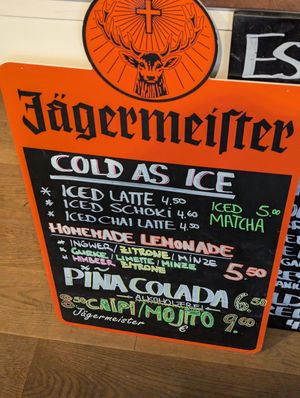 ES
Jägermeiſter
COLD AS ICE
* ICED LATTE 4,50
* ICED SCHOKI 4,60
* ICED CHAI LATTE 4,50
ICED 5,00
MATCHA
HOMEMADE LEMONADE
* INGWER/ZITRONE/MINZE
* GURKE/LIMETTE/MINZE
* HIMBEER ZITRONE
5,50
PIÑA COLADA 6,50
ALKOHOLFREI
8,50 CAIPI/MOJITO 9,00
Jägermeister €